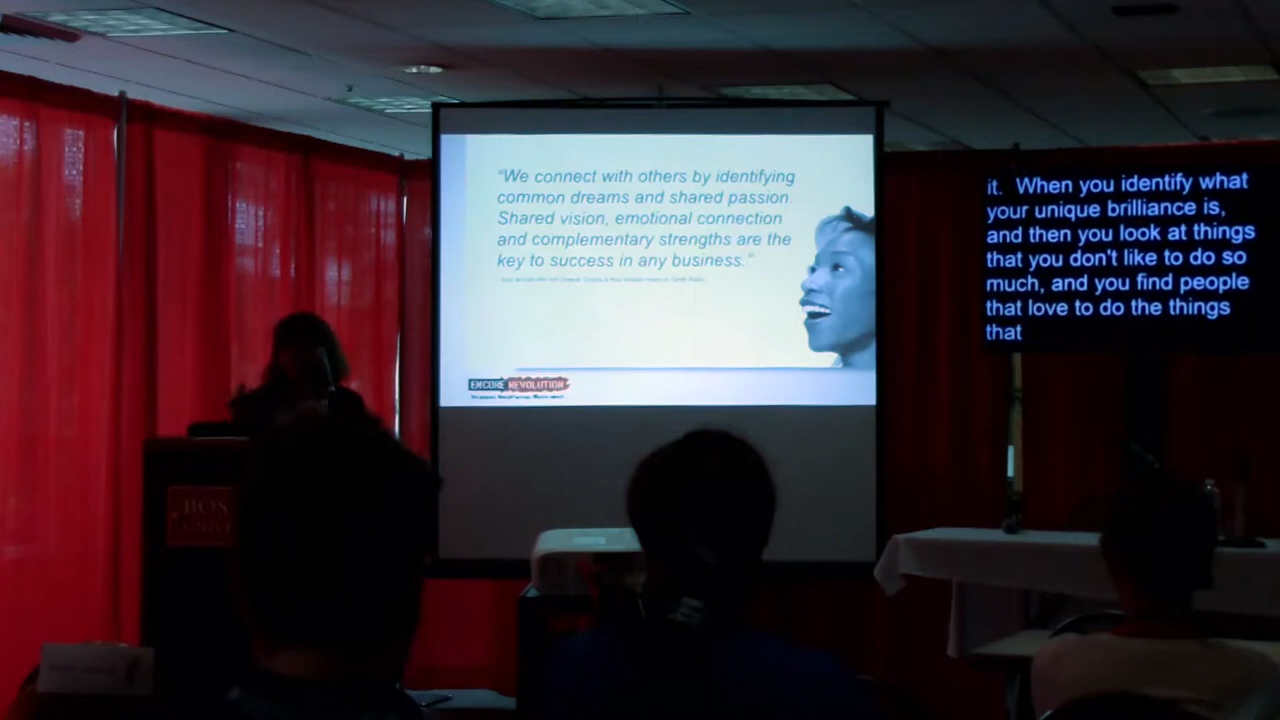 "We connect with others by identifying
common dreams and shared passion.
Shared vision, emotional connection
and complementary strengths are the
key to success in any business."
ENCORE REVOLUTION
it. When you identify what
your unique brilliance is,
and then you look at things
that you don't like to do so
much, and you find people
that love to do the things
that
BOS
UNIV